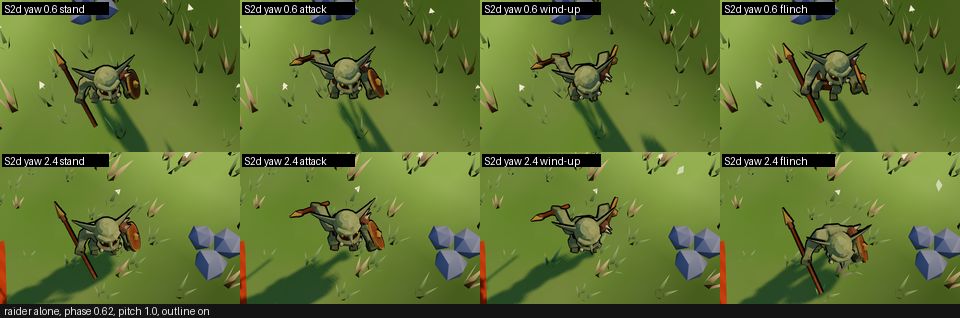 S2d yaw 0.6 stand
S2d yaw 0.6 attack
S2d yaw 0.6 wind-up
S2d yaw 0.6 flinch
S2d yaw 2.4 stand
S2d yaw 2.4 attack
S2d yaw 2.4 wind-up
S2d yaw 2.4 flinch
raider alone, phase 0.62, pitch 1.0, outline on